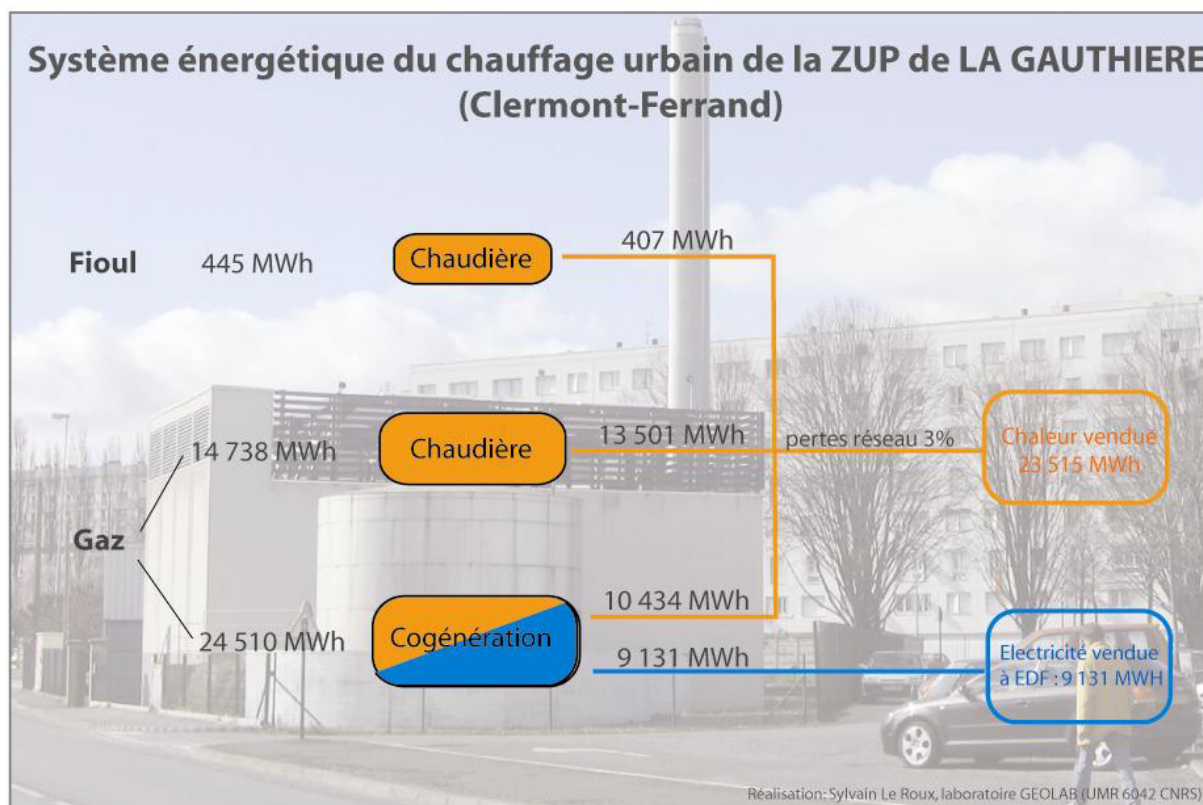 Système énergétique du chauffage urbain de la ZUP de LA GAUTHIERE
(Clermont-Ferrand)
Fioul 445 MWh Chaudière 407 MWh
14 738 MWh Chaudière 13 501 MWh pertes réseau 3% Chaleur vendue
23 515 MWh
Gaz
24 510 MWh Cogénération 10 434 MWh
9 131 MWh Electricité vendue
à EDF : 9 131 MWH
Réalisation: Sylvain Le Roux, laboratoire GEOLAB (UMR 6042 CNRS)